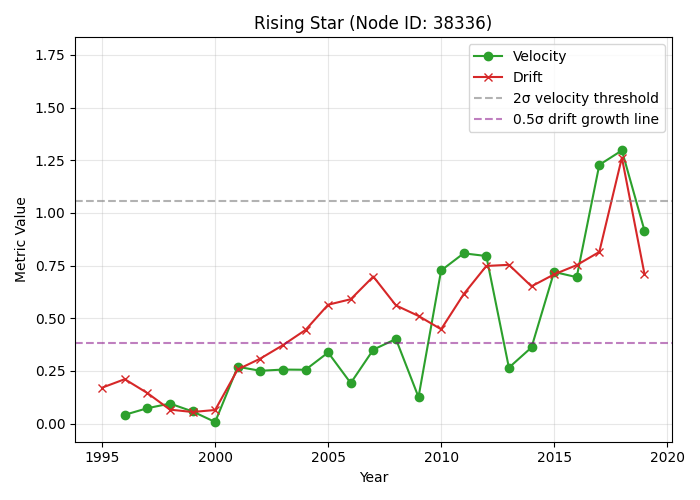 Rising Star (Node ID: 38336)
Velocity
Drift
2σ velocity threshold
0.5σ drift growth line
Metric Value
1.75
1.50
1.25
1.00
0.75
0.50
0.25
0.00
1995 2000 2005 2010 2015 2020
Year